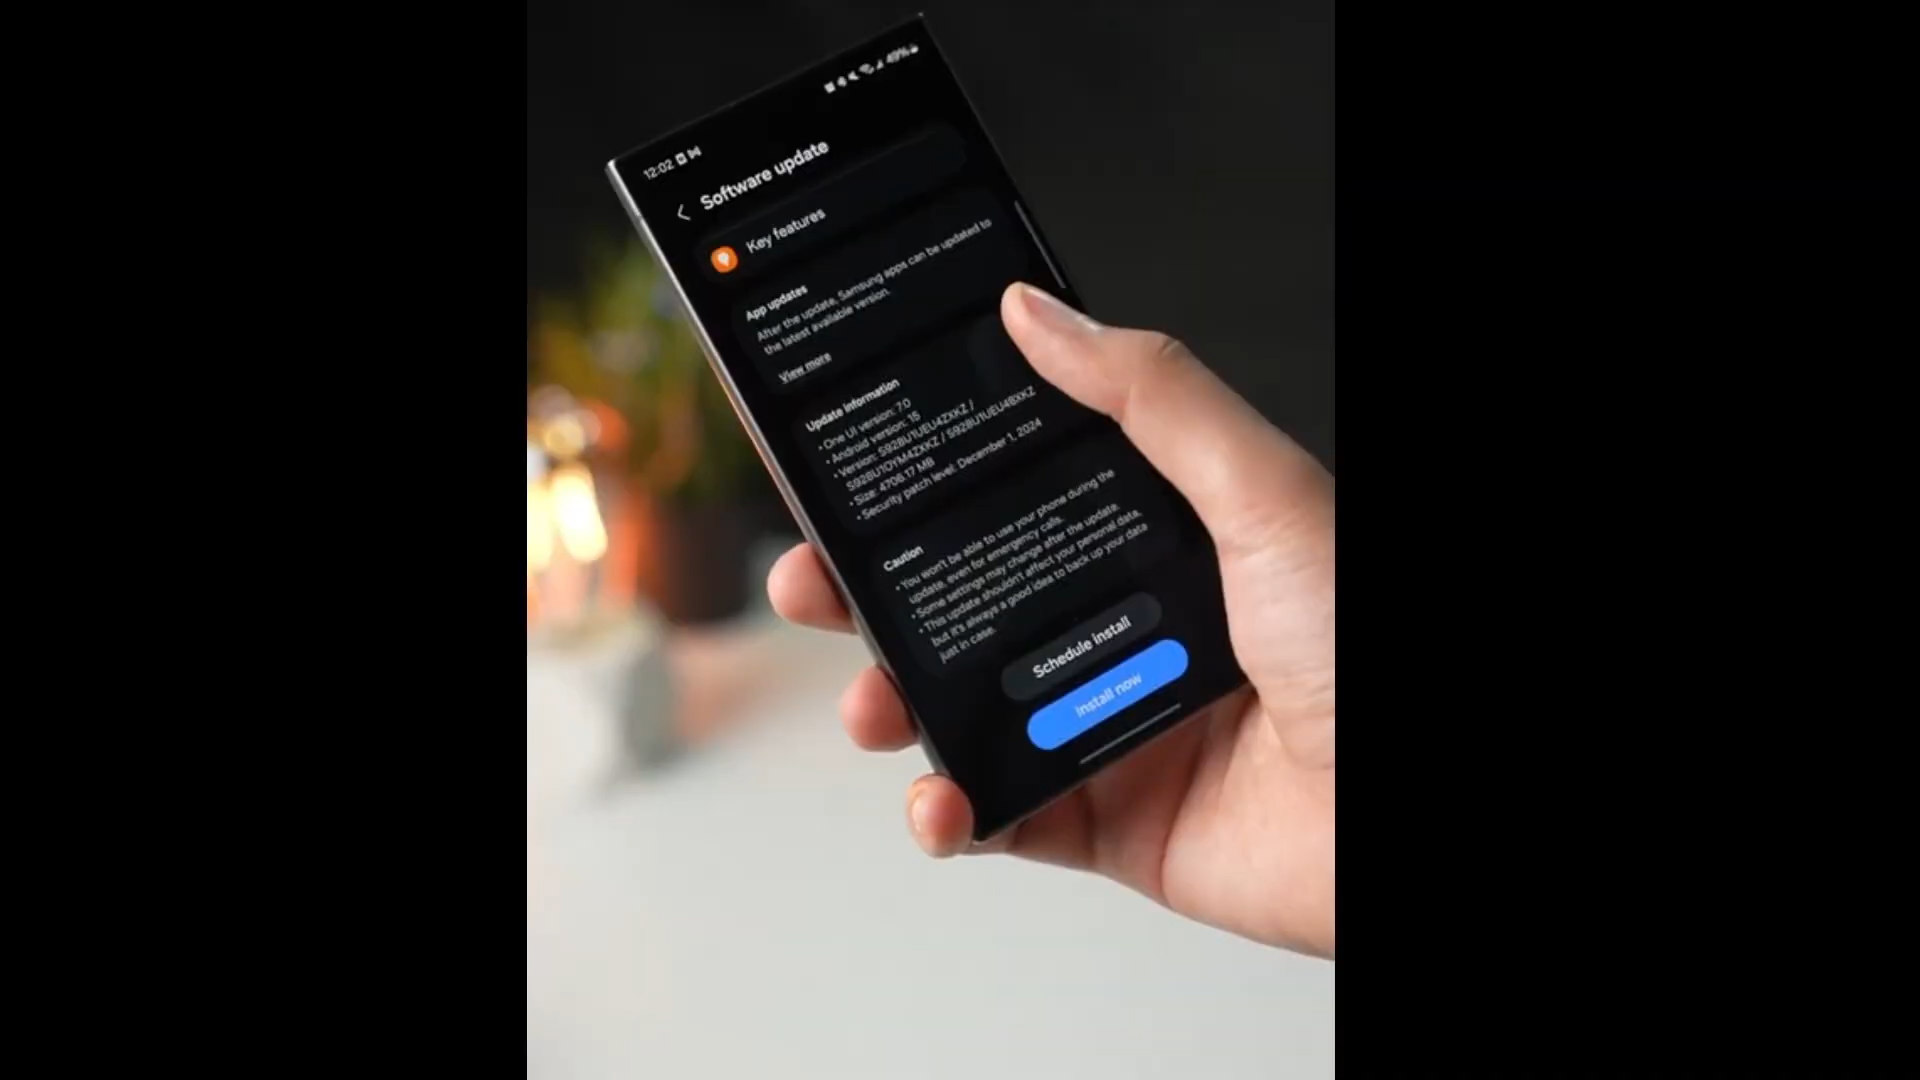 12:02
49%
Software update
Key features
App updates
After the update, Samsung apps can be updated to
the latest available version.
View more
Update information
• One UI version: 7.0
• Android version: 15
• Version: S928U1UEU4ZXKZ /
S928U1OYM4ZXKZ / S928U1UEU4BXKZ
• Size: 4706.17 MB
• Security patch level: December 1, 2024
Caution
• You won't be able to use your phone during the
update, even for emergency calls.
• Some settings may change after the update.
• This update shouldn't affect your personal data,
but it's always a good idea to back up your data
just in case.
Schedule install
Install now